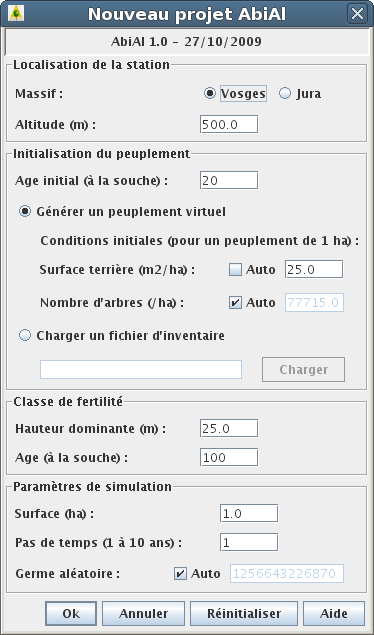 Nouveau projet AbiAl
AbiAl 1.0 - 27/10/2009
Localisation de la station
Massif : Vosges Jura
Altitude (m) : 500.0
Initialisation du peuplement
Age initial (à la souche) : 20
Générer un peuplement virtuel
Conditions initiales (pour un peuplement de 1 ha) :
Surface terrière (m2/ha) : Auto 25.0
Nombre d'arbres (/ha) : Auto 77715.0
Charger un fichier d'inventaire
Charger
Classe de fertilité
Hauteur dominante (m) : 25.0
Age (à la souche) : 100
Paramètres de simulation
Surface (ha) : 1.0
Pas de temps (1 à 10 ans) : 1
Germe aléatoire : Auto 1256643226870
Ok Annuler Réinitialiser Aide